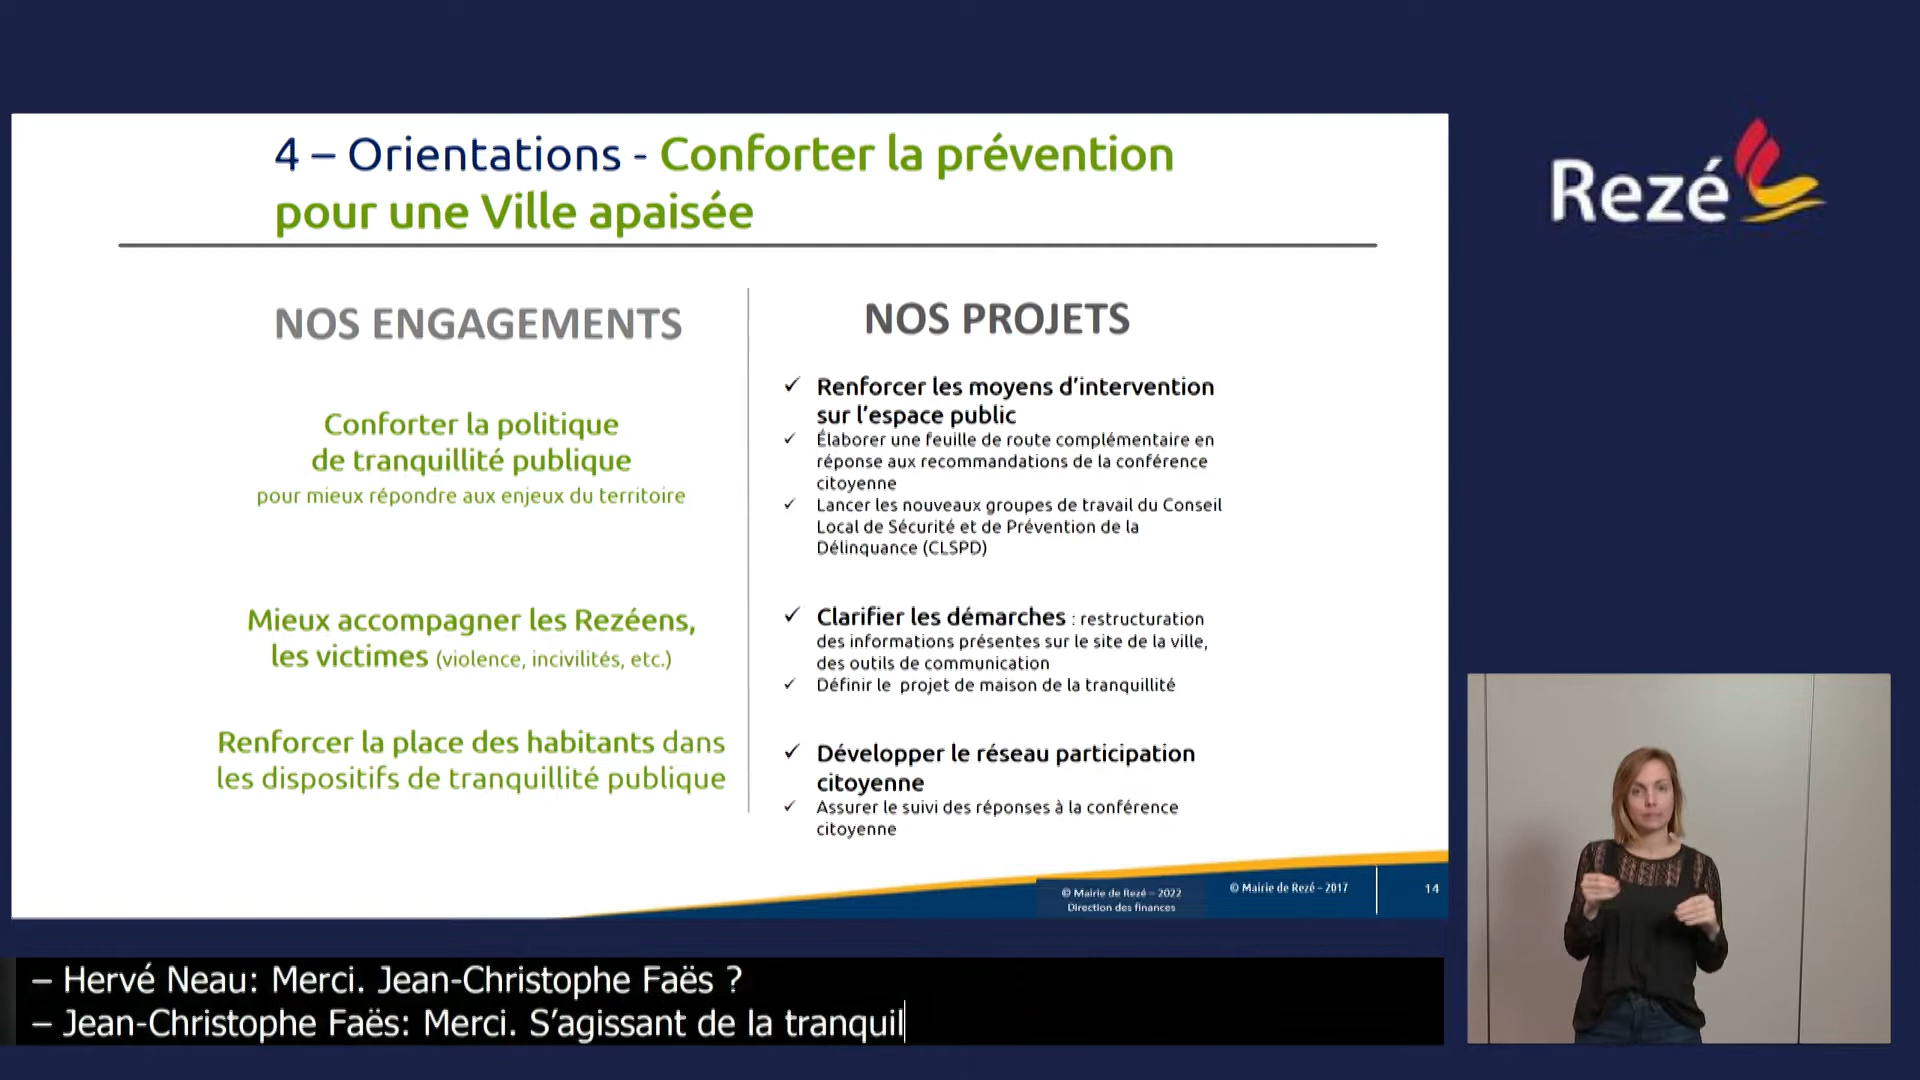 4 – Orientations - Conforter la prévention
pour une Ville apaisée
Rezé
NOS ENGAGEMENTS
Conforter la politique
de tranquillité publique
pour mieux répondre aux enjeux du territoire
Mieux accompagner les Rezéens,
les victimes (violence, incivilités, etc.)
Renforcer la place des habitants dans
les dispositifs de tranquillité publique
NOS PROJETS
✓ Renforcer les moyens d’intervention
sur l’espace public
✓ Élaborer une feuille de route complémentaire en
réponse aux recommandations de la conférence
citoyenne
✓ Lancer les nouveaux groupes de travail du Conseil
Local de Sécurité et de Prévention de la
Délinquance (CLSPD)
✓ Clarifier les démarches : restructuration
des informations présentes sur le site de la ville,
des outils de communication
✓ Définir le projet de maison de la tranquillité
✓ Développer le réseau participation
citoyenne
✓ Assurer le suivi des réponses à la conférence
citoyenne
© Mairie de Rezé – 2022
Direction des finances
© Mairie de Rezé – 2017
14
– Hervé Neau: Merci. Jean-Christophe Faës ?
– Jean-Christophe Faës: Merci. S’agissant de la tranquil